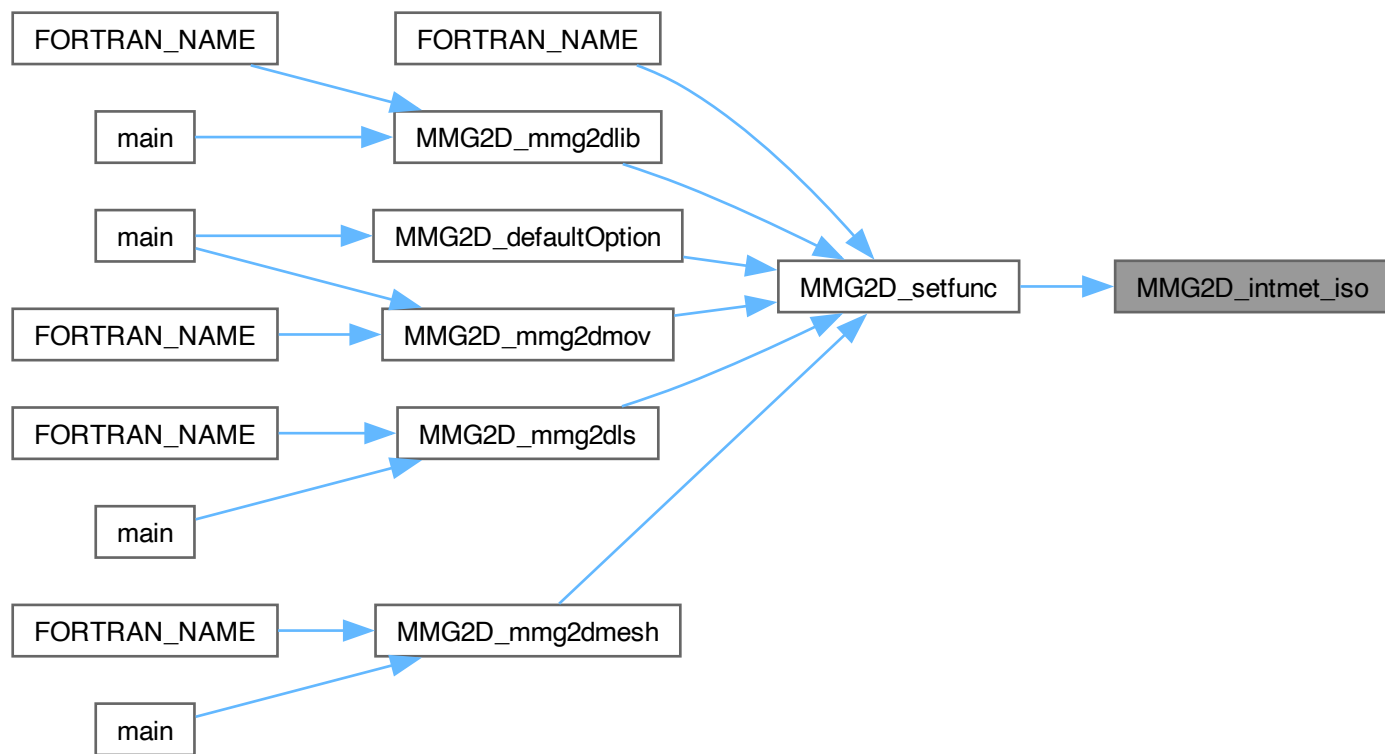 FORTRAN_NAME
FORTRAN_NAME
main
MMG2D_mmg2dlib
main
MMG2D_defaultOption
MMG2D_setfunc
MMG2D_intmet_iso
FORTRAN_NAME
MMG2D_mmg2dmov
FORTRAN_NAME
MMG2D_mmg2dls
main
FORTRAN_NAME
MMG2D_mmg2dmesh
main